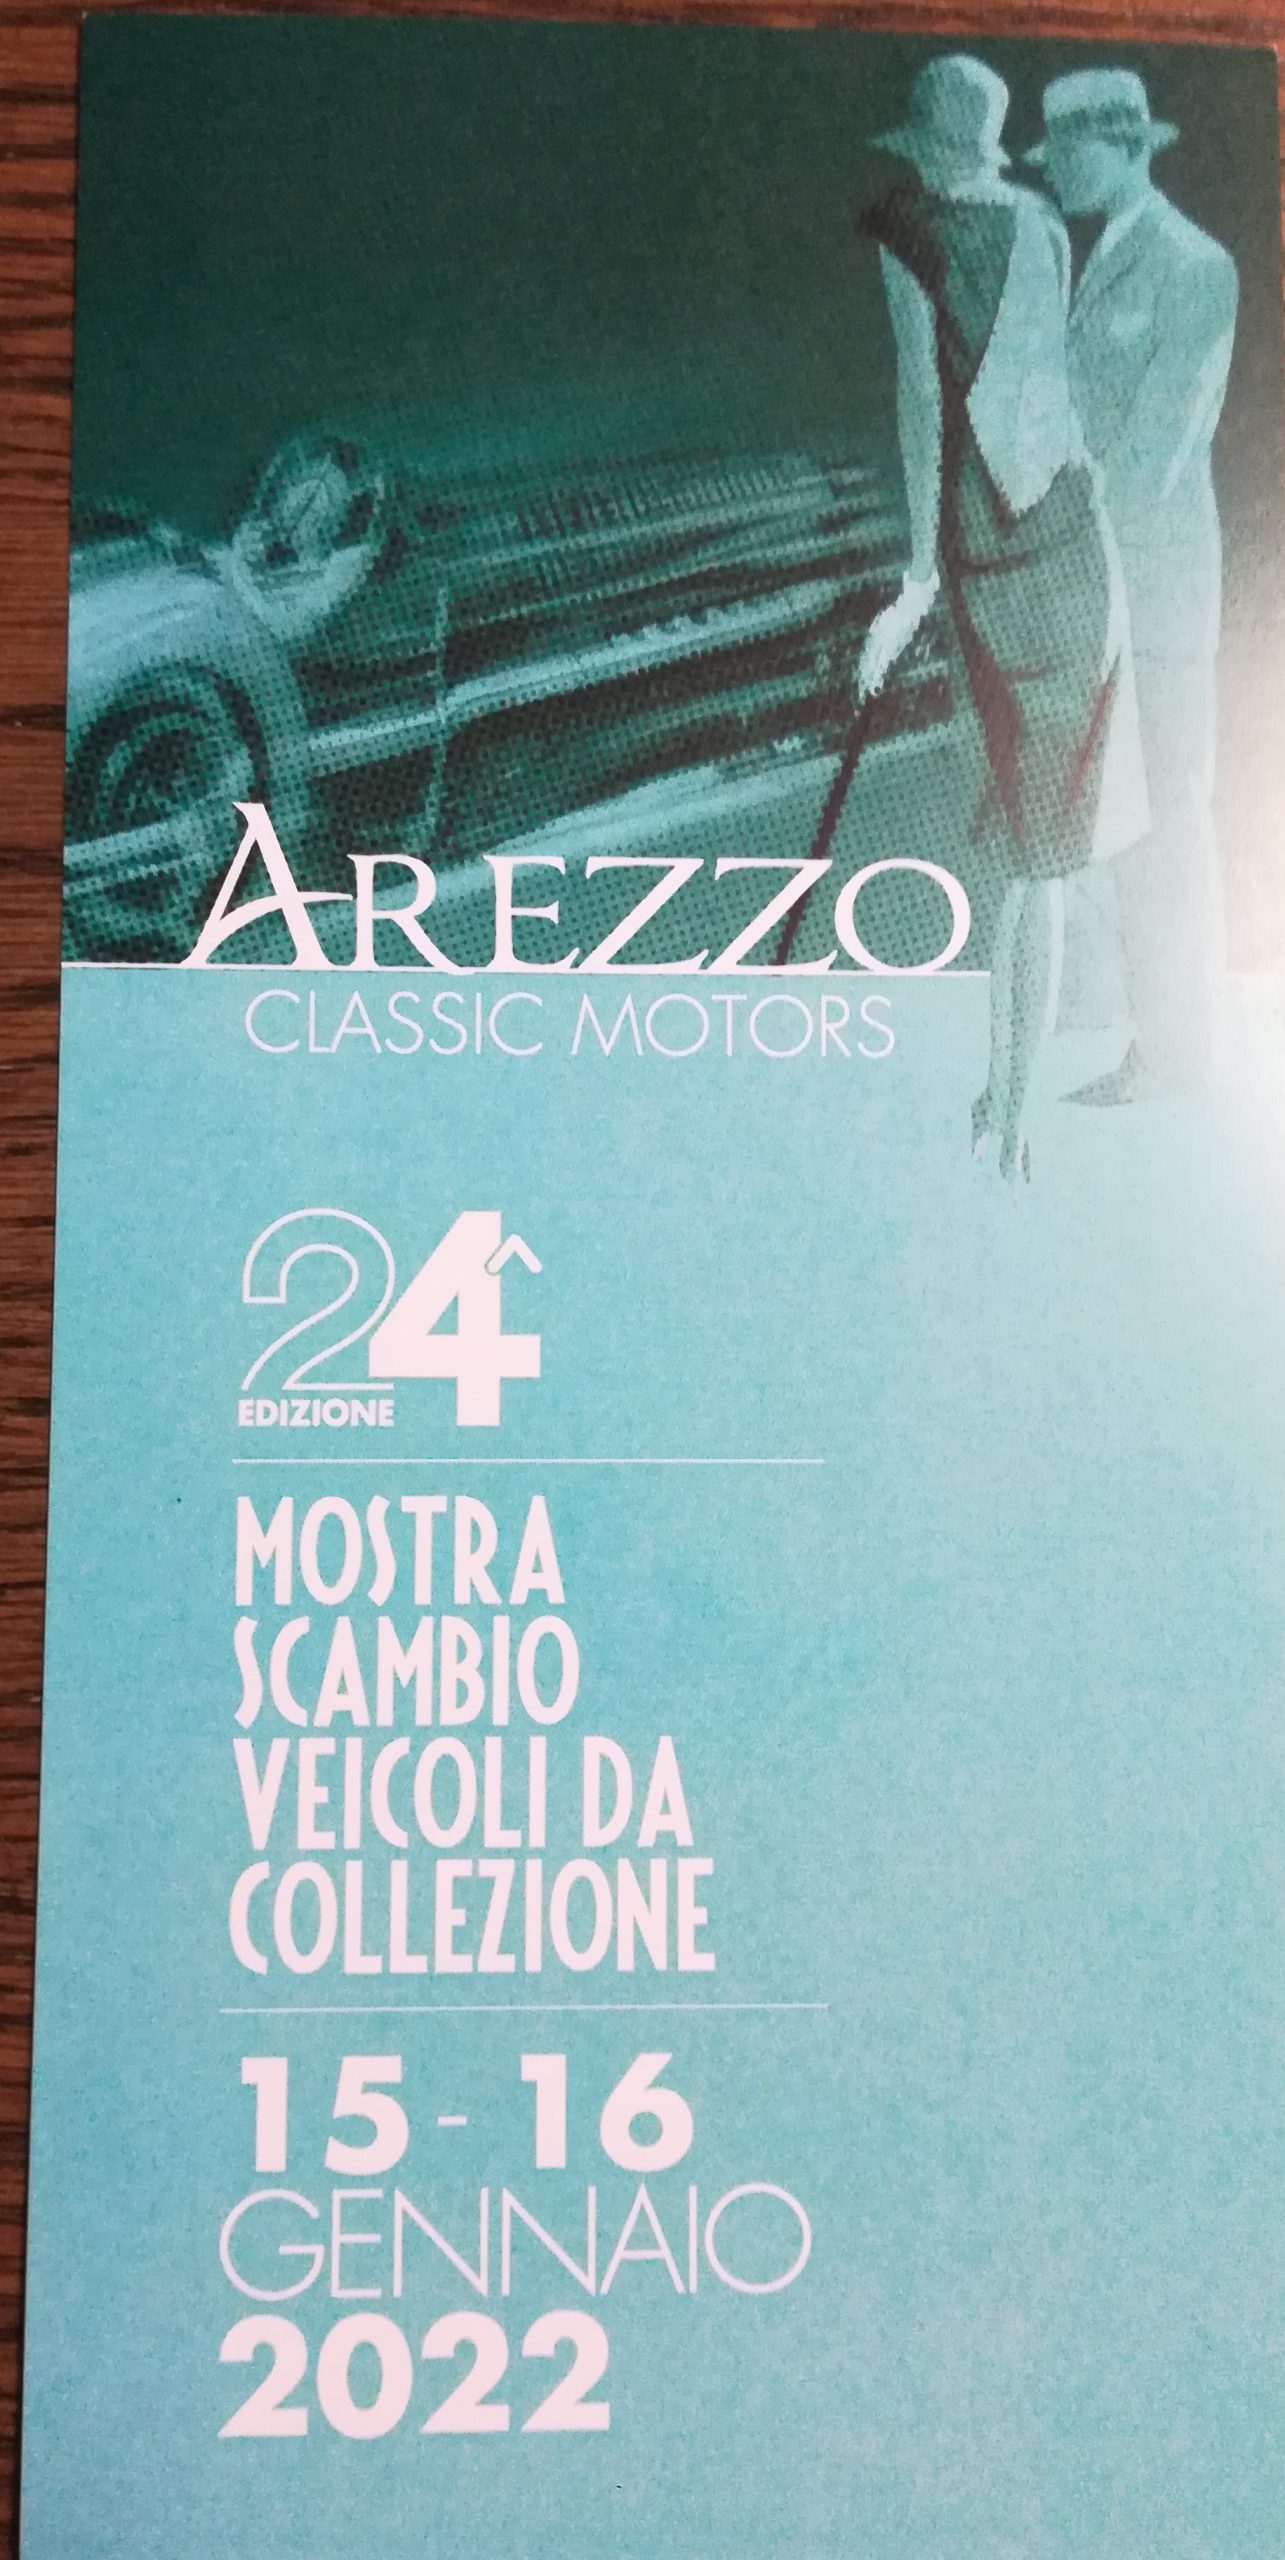 AREZZO
CLASSIC MOTORS
24^
EDIZIONE
MOSTRA
SCAMBIO
VEICOLI DA
COLLEZIONE
15 - 16
GENNAIO
2022